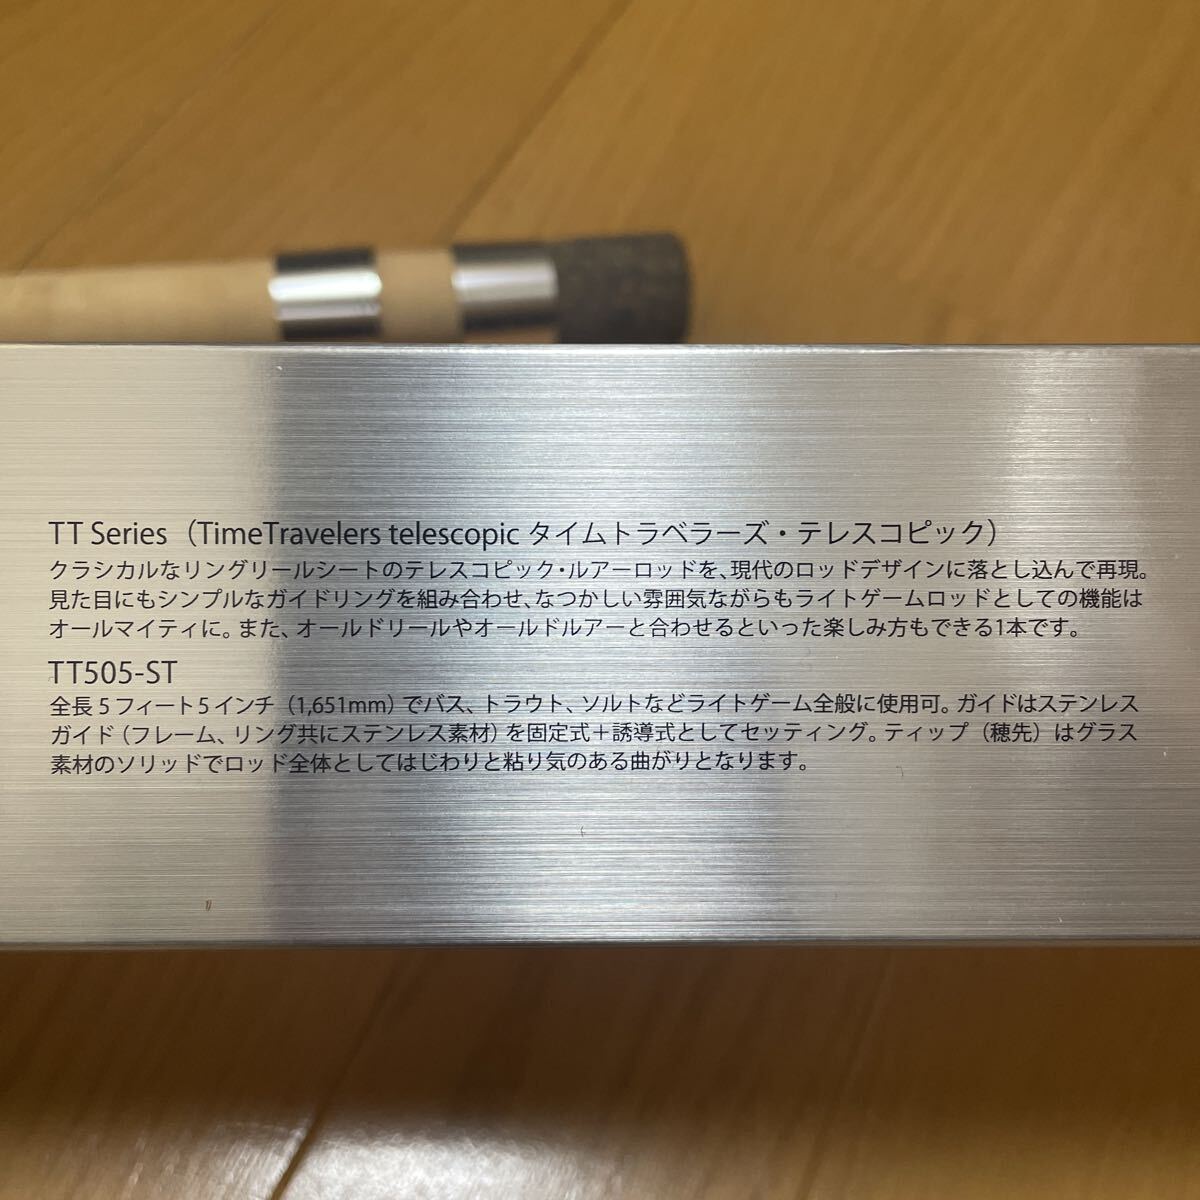 TT Series（TimeTravelers telescopic タイムトラベラーズ・テレスコピック）
クラシカルなリングリールシートのテレスコピック・ルアーロッドを、現代のロッドデザインに落とし込んで再現。
見た目にもシンプルなガイドリングを組み合わせ、なつかしい雰囲気ながらもライトゲームロッドとしての機能は
オールマイティに。また、オールドリールやオールドルアーと合わせるといった楽しみ方もできる1本です。
TT505-ST
全長５フィート５インチ（1,651mm）でバス、トラウト、ソルトなどライトゲーム全般に使用可。ガイドはステンレス
ガイド（フレーム、リング共にステンレス素材）を固定式＋誘導式としてセッティング。ティップ（穂先）はグラス
素材のソリッドでロッド全体としてはじわりと粘り気のある曲がりとなります。